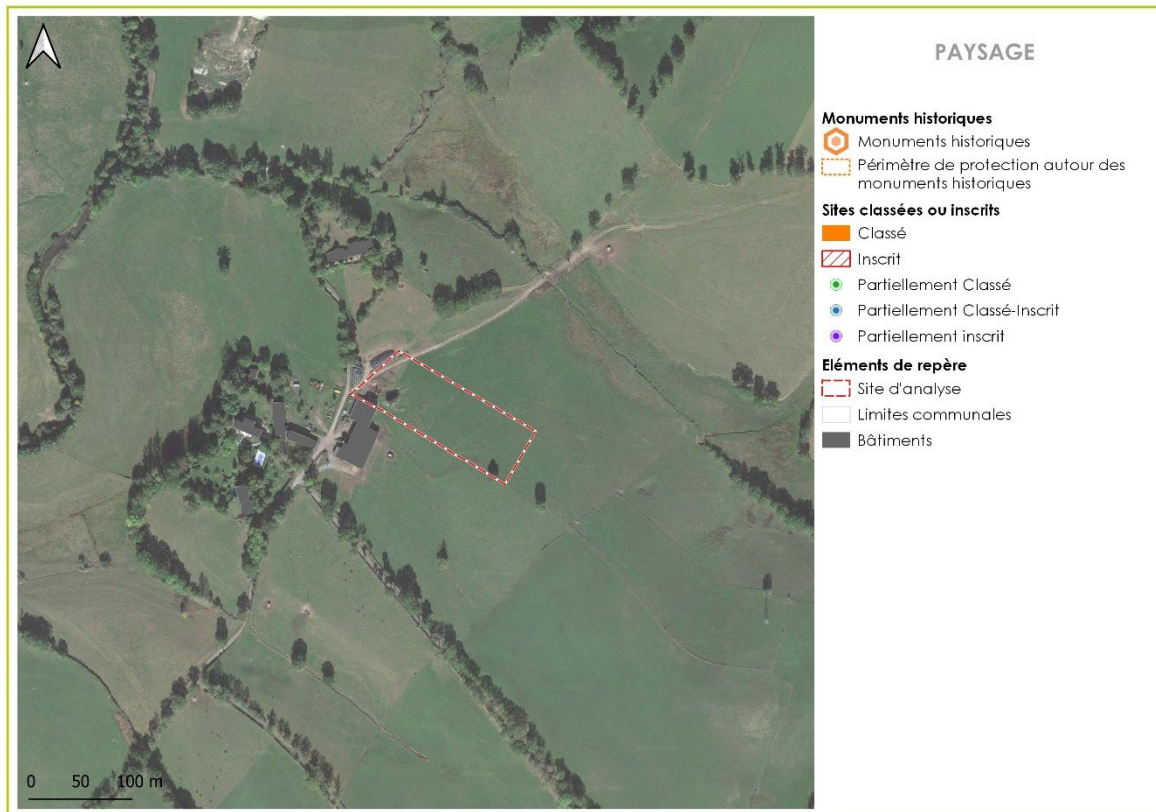 PAYSAGE
Monuments historiques
Monuments historiques
Périmètre de protection autour des
monuments historiques
Sites classées ou inscrits
Classé
Inscrit
Partiellement Classé
Partiellement Classé-Inscrit
Partiellement inscrit
Eléments de repère
Site d'analyse
Limites communales
Bâtiments
0 50 100 m